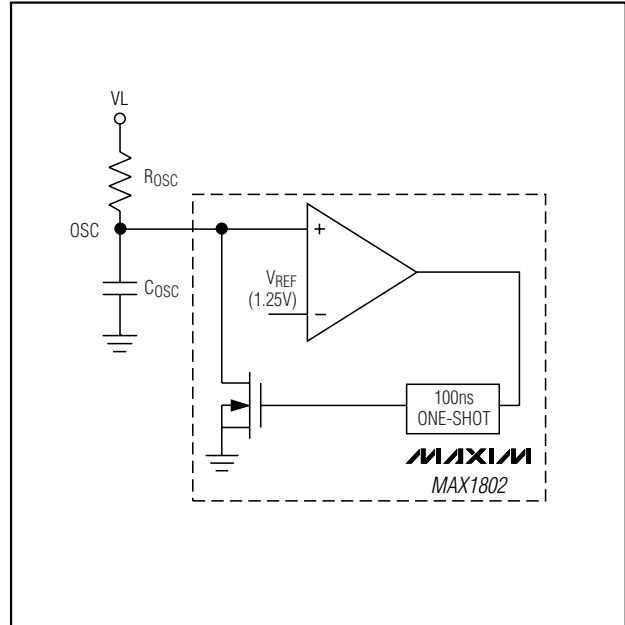 VL
ROSC
OSC
COSC
VREF
(1.25V)
+
−
100ns
ONE-SHOT
MAXIM
MAX1802